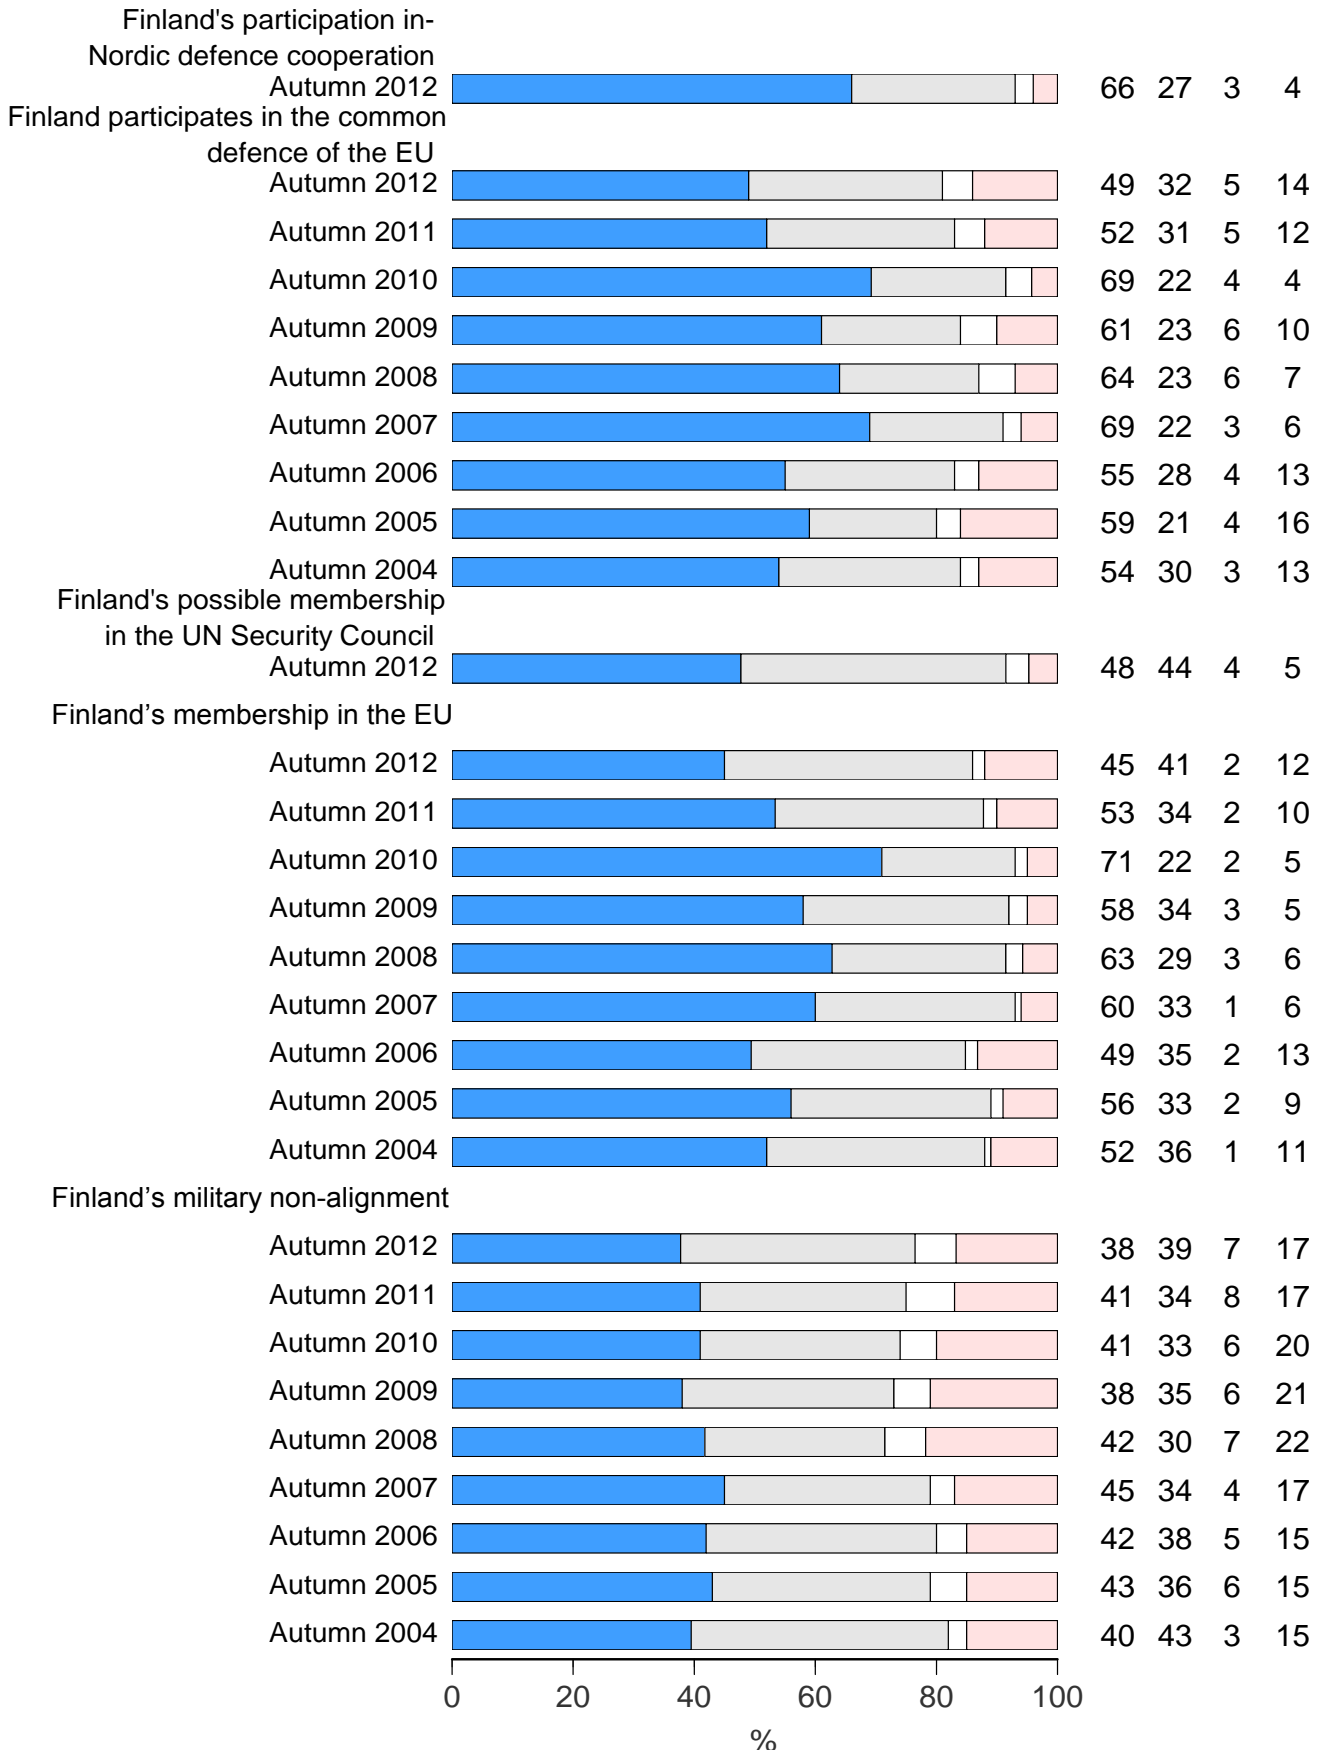 Finland's participation in-
Nordic defence cooperation
Autumn 2012 66 27 3 4
Finland participates in the common
defence of the EU
Autumn 2012 49 32 5 14
Autumn 2011 52 31 5 12
Autumn 2010 69 22 4 4
Autumn 2009 61 23 6 10
Autumn 2008 64 23 6 7
Autumn 2007 69 22 3 6
Autumn 2006 55 28 4 13
Autumn 2005 59 21 4 16
Autumn 2004 54 30 3 13
Finland's possible membership
in the UN Security Council
Autumn 2012 48 44 4 5
Finland’s membership in the EU
Autumn 2012 45 41 2 12
Autumn 2011 53 34 2 10
Autumn 2010 71 22 2 5
Autumn 2009 58 34 3 5
Autumn 2008 63 29 3 6
Autumn 2007 60 33 1 6
Autumn 2006 49 35 2 13
Autumn 2005 56 33 2 9
Autumn 2004 52 36 1 11
Finland’s military non-alignment
Autumn 2012 38 39 7 17
Autumn 2011 41 34 8 17
Autumn 2010 41 33 6 20
Autumn 2009 38 35 6 21
Autumn 2008 42 30 7 22
Autumn 2007 45 34 4 17
Autumn 2006 42 38 5 15
Autumn 2005 43 36 6 15
Autumn 2004 40 43 3 15
0 20 40 60 80 100
%